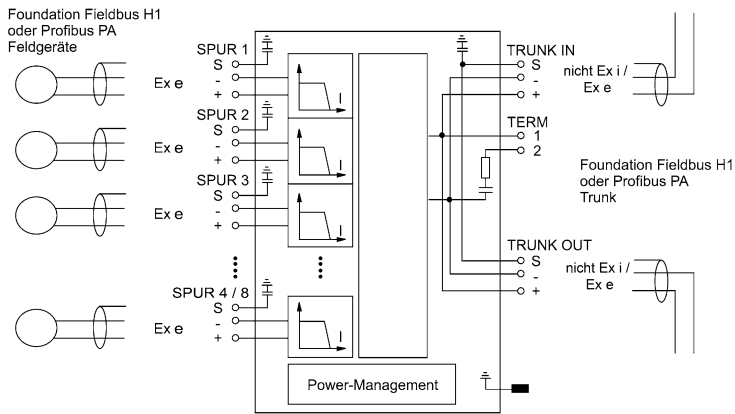 Foundation Fieldbus H1
oder Profibus PA
Feldgeräte
SPUR 1
S
-
+
Ex e
SPUR 2
S
-
+
Ex e
SPUR 3
S
-
+
Ex e
SPUR 4 / 8
S
-
+
Ex e
I
I
I
I
Power-Management
TRUNK IN
S
-
+
nicht Ex i /
Ex e
TERM
1
2
Foundation Fieldbus H1
oder Profibus PA
Trunk
TRUNK OUT
S
-
+
nicht Ex i /
Ex e